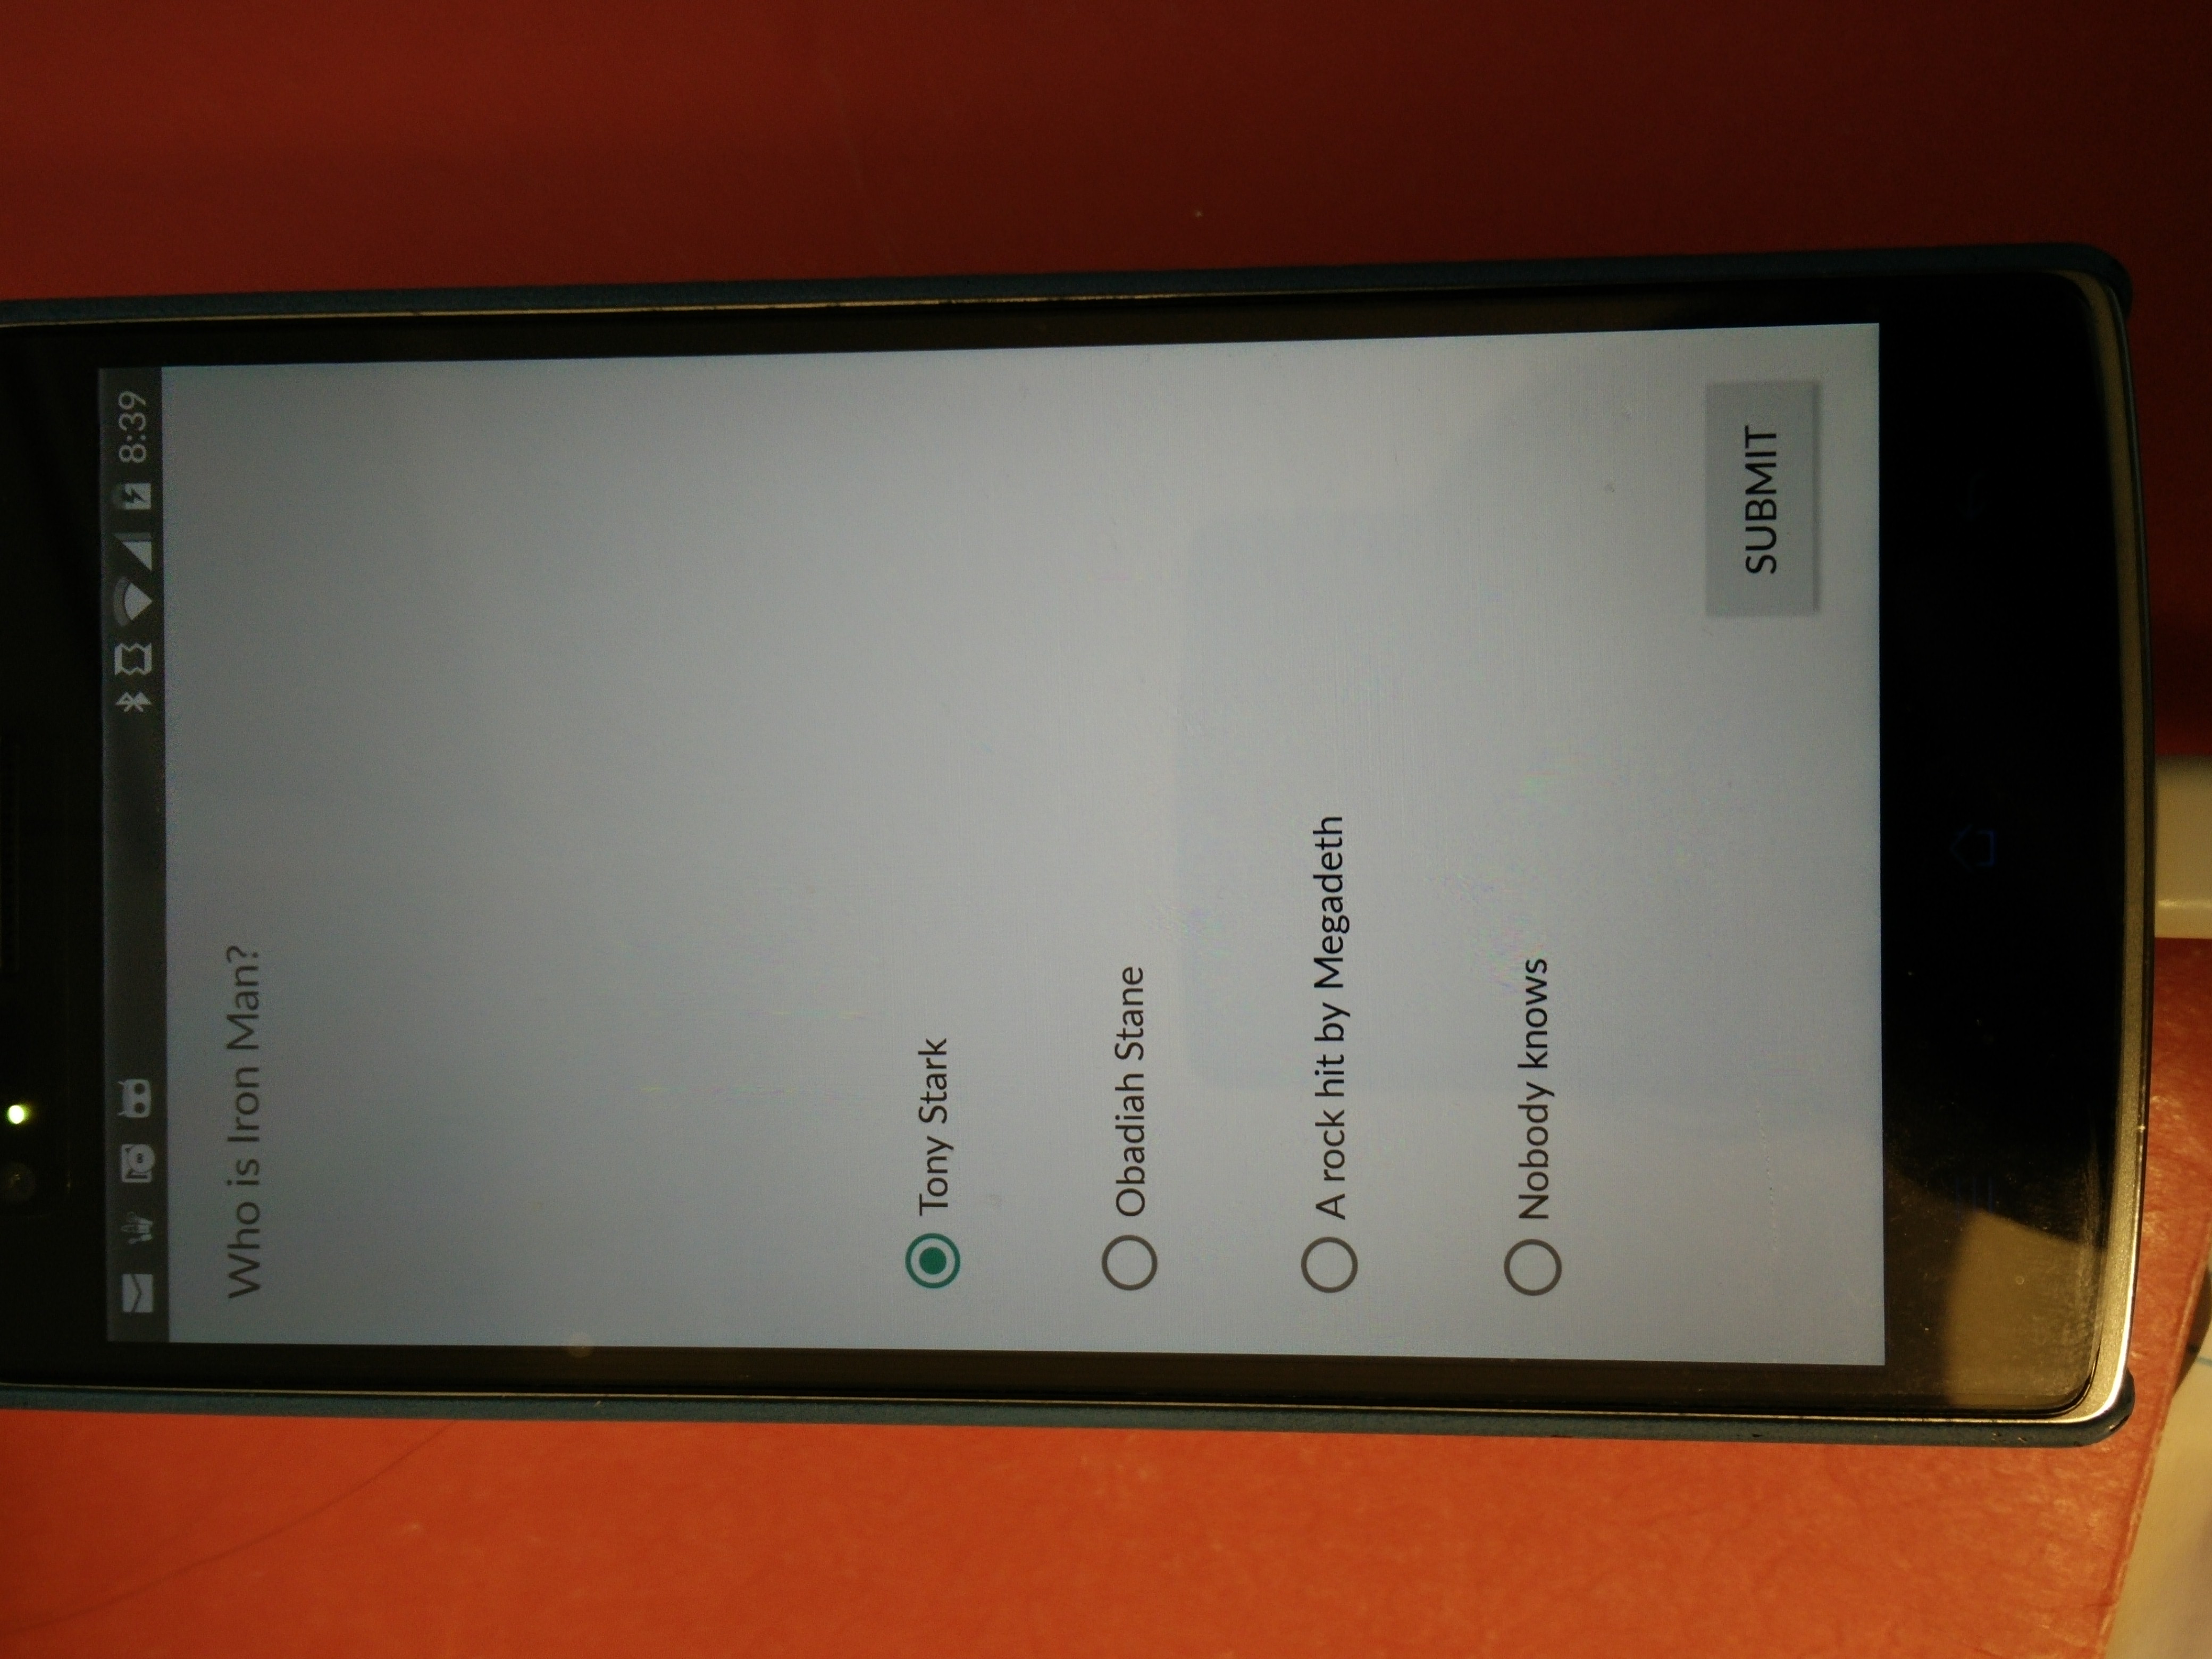 8:39
Who is Iron Man?
Tony Stark
Obadiah Stane
A rock hit by Megadeth
Nobody knows
SUBMIT